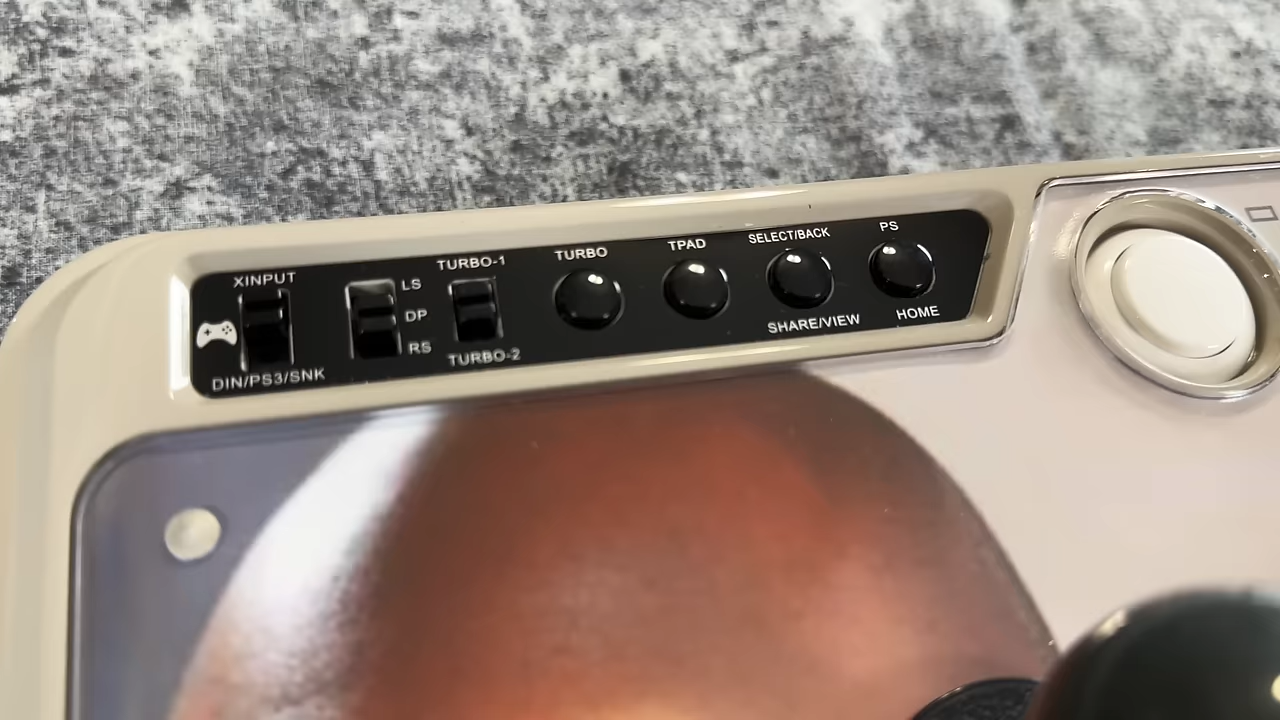 XINPUT
DIN/PS3/SNK
LS
DP
RS
TURBO-1
TURBO-2
TURBO
TPAD
SELECT/BACK
SHARE/VIEW
PS
HOME